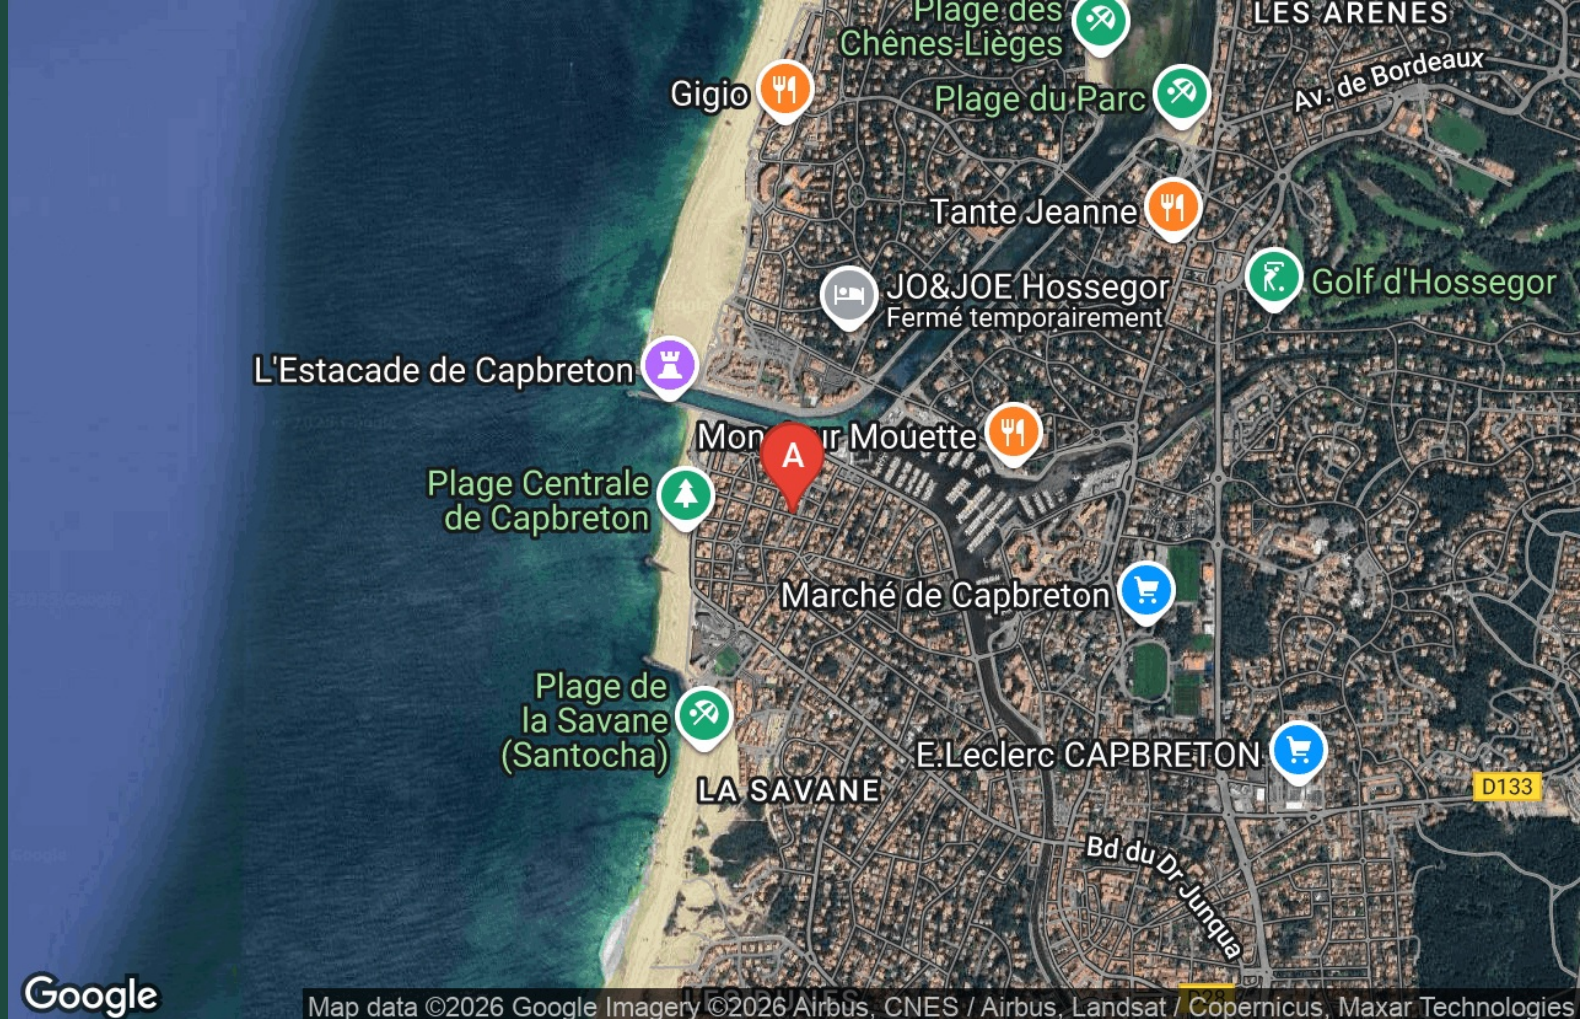 Plage des
Chênes-Lièges
LES ARÈNES
Av. de Bordeaux
Gigio
Plage du Parc
Tante Jeanne
JO&JOE Hossegor
Fermé temporairement
Golf d'Hossegor
L'Estacade de Capbreton
Mon
ur Mouette
A
Plage Centrale
de Capbreton
Marché de Capbreton
Plage de
la Savane
(Santocha)
E.Leclerc CAPBRETON
LA SAVANE
D133
Bd du Dr Junqua
D28
Google
Map data ©2026 Google Imagery ©2026 Airbus, CNES / Airbus, Landsat / Copernicus, Maxar Technologies